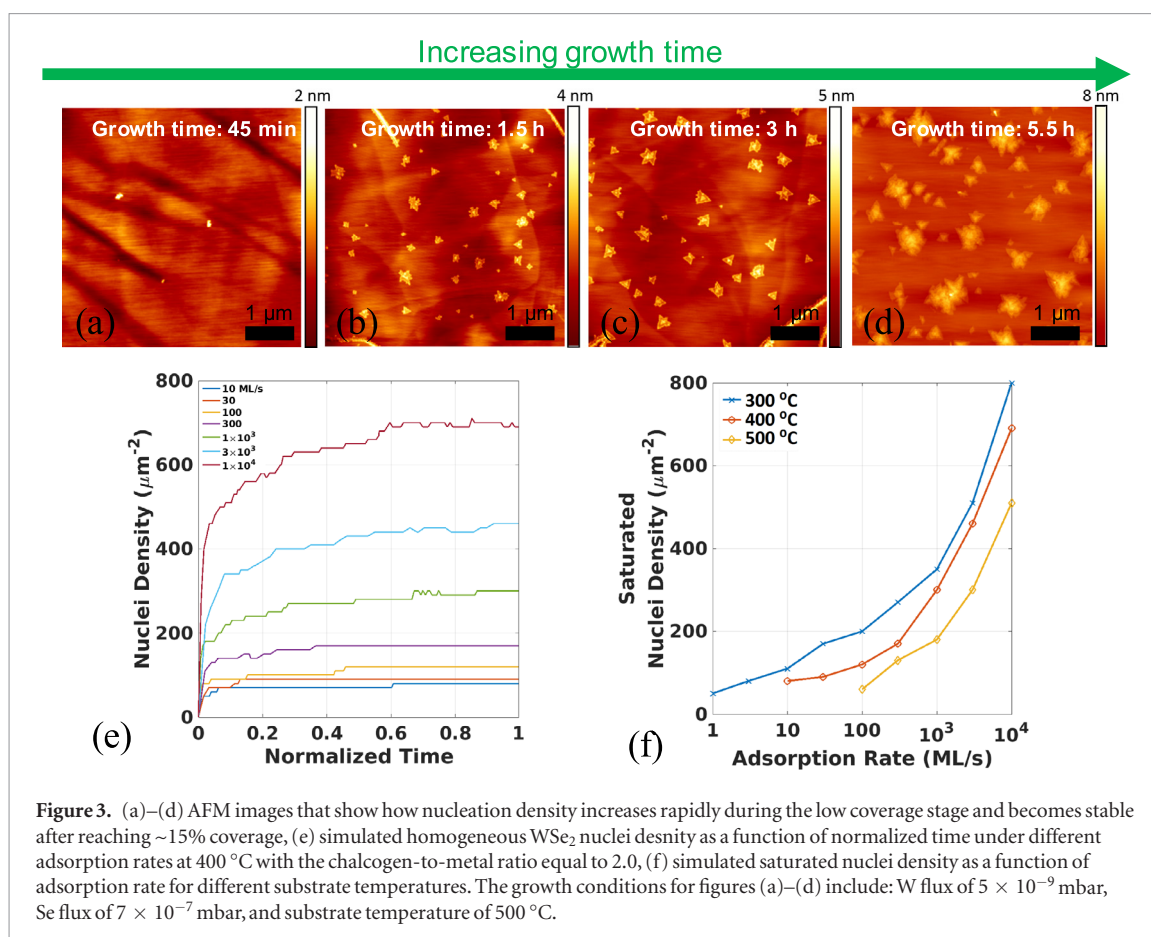 Increasing growth time
2 nm
4 nm
5 nm
8 nm
Growth time: 45 min
Growth time: 1.5 h
Growth time: 3 h
Growth time: 5.5 h
(a)
1 μm
(b)
1 μm
(c)
1 μm
(d)
1 μm
Nuclei Density (μm⁻²)
800
600
400
200
0
10 ML/s
30
100
300
1×10³
3×10³
1×10⁴
0
0.2
0.4
0.6
0.8
1
Normalized Time
(e)
Saturated
Nuclei Density (μm⁻²)
800
600
400
200
0
300 °C
400 °C
500 °C
1
10
100
10³
10⁴
Adsorption Rate (ML/s)
(f)
Figure 3. (a)–(d) AFM images that show how nucleation density increases rapidly during the low coverage stage and becomes stable
after reaching ~15% coverage, (e) simulated homogeneous WSe₂ nuclei desnity as a function of normalized time under different
adsorption rates at 400 °C with the chalcogen-to-metal ratio equal to 2.0, (f) simulated saturated nuclei density as a function of
adsorption rate for different substrate temperatures. The growth conditions for figures (a)–(d) include: W flux of 5 × 10⁻⁹ mbar,
Se flux of 7 × 10⁻⁷ mbar, and substrate temperature of 500 °C.